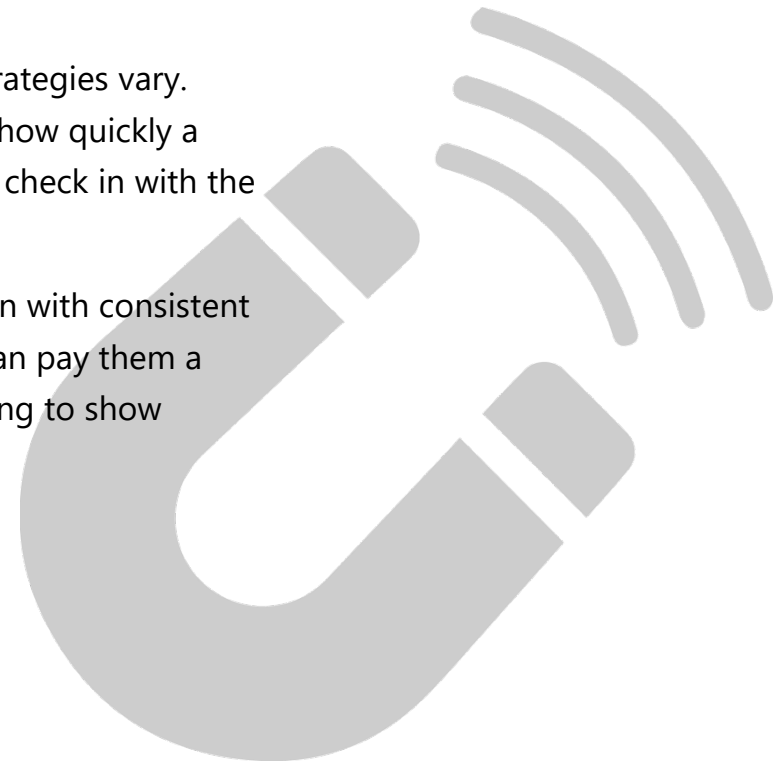 rategies vary.
how quickly a
check in with the
n with consistent
an pay them a
ng to show